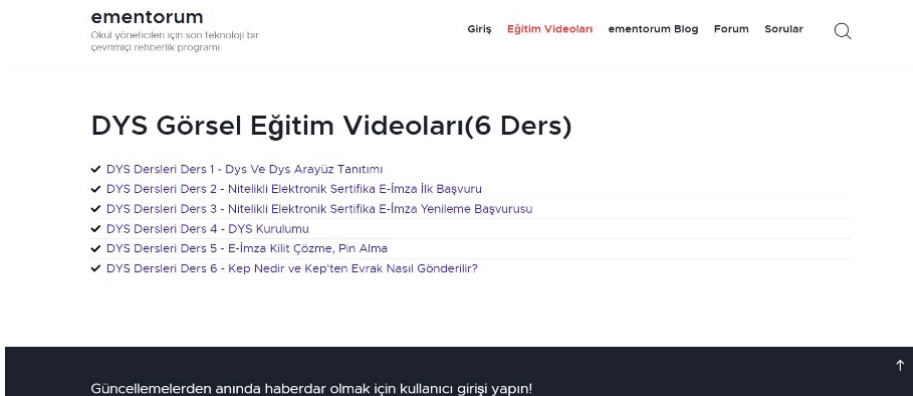 ementorum
Okul yöneticileri için son teknoloji bir
çevrimiçi rehberlik programı
Giriş Eğitim Videoları ementorum Blog Forum Sorular
DYS Görsel Eğitim Videoları(6 Ders)
DYS Dersleri Ders 1 - Dys Ve Dys Arayüz Tanıtımı
DYS Dersleri Ders 2 - Nitelikli Elektronik Sertifika E-İmza İlk Başvuru
DYS Dersleri Ders 3 - Nitelikli Elektronik Sertifika E-İmza Yenileme Başvurusu
DYS Dersleri Ders 4 - DYS Kurulumu
DYS Dersleri Ders 5 - E-İmza Kilit Çözme, Pin Alma
DYS Dersleri Ders 6 - Kep Nedir ve Kep'ten Evrak Nasıl Gönderilir?
Güncellemelerden anında haberdar olmak için kullanıcı girişi yapın!